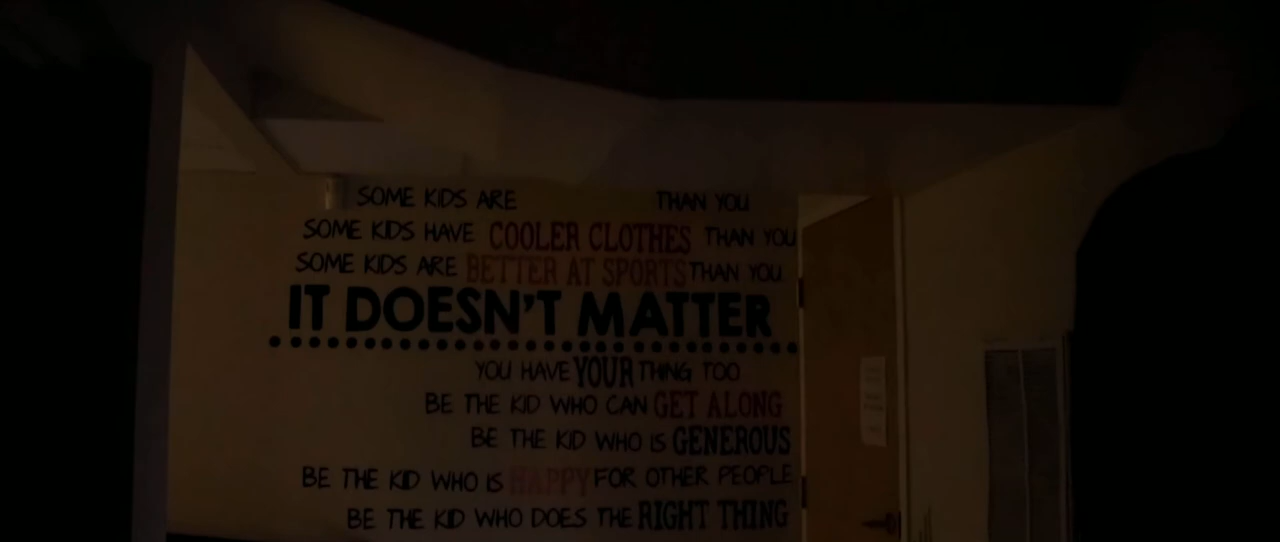 SOME KIDS ARE THAN YOU
SOME KIDS HAVE COOLER CLOTHES THAN YOU
SOME KIDS ARE BETTER AT SPORTS THAN YOU
IT DOESN'T MATTER
YOU HAVE YOUR THING TOO
BE THE KID WHO CAN GET ALONG
BE THE KID WHO IS GENEROUS
BE THE KID WHO IS HAPPY FOR OTHER PEOPLE
BE THE KID WHO DOES THE RIGHT THING